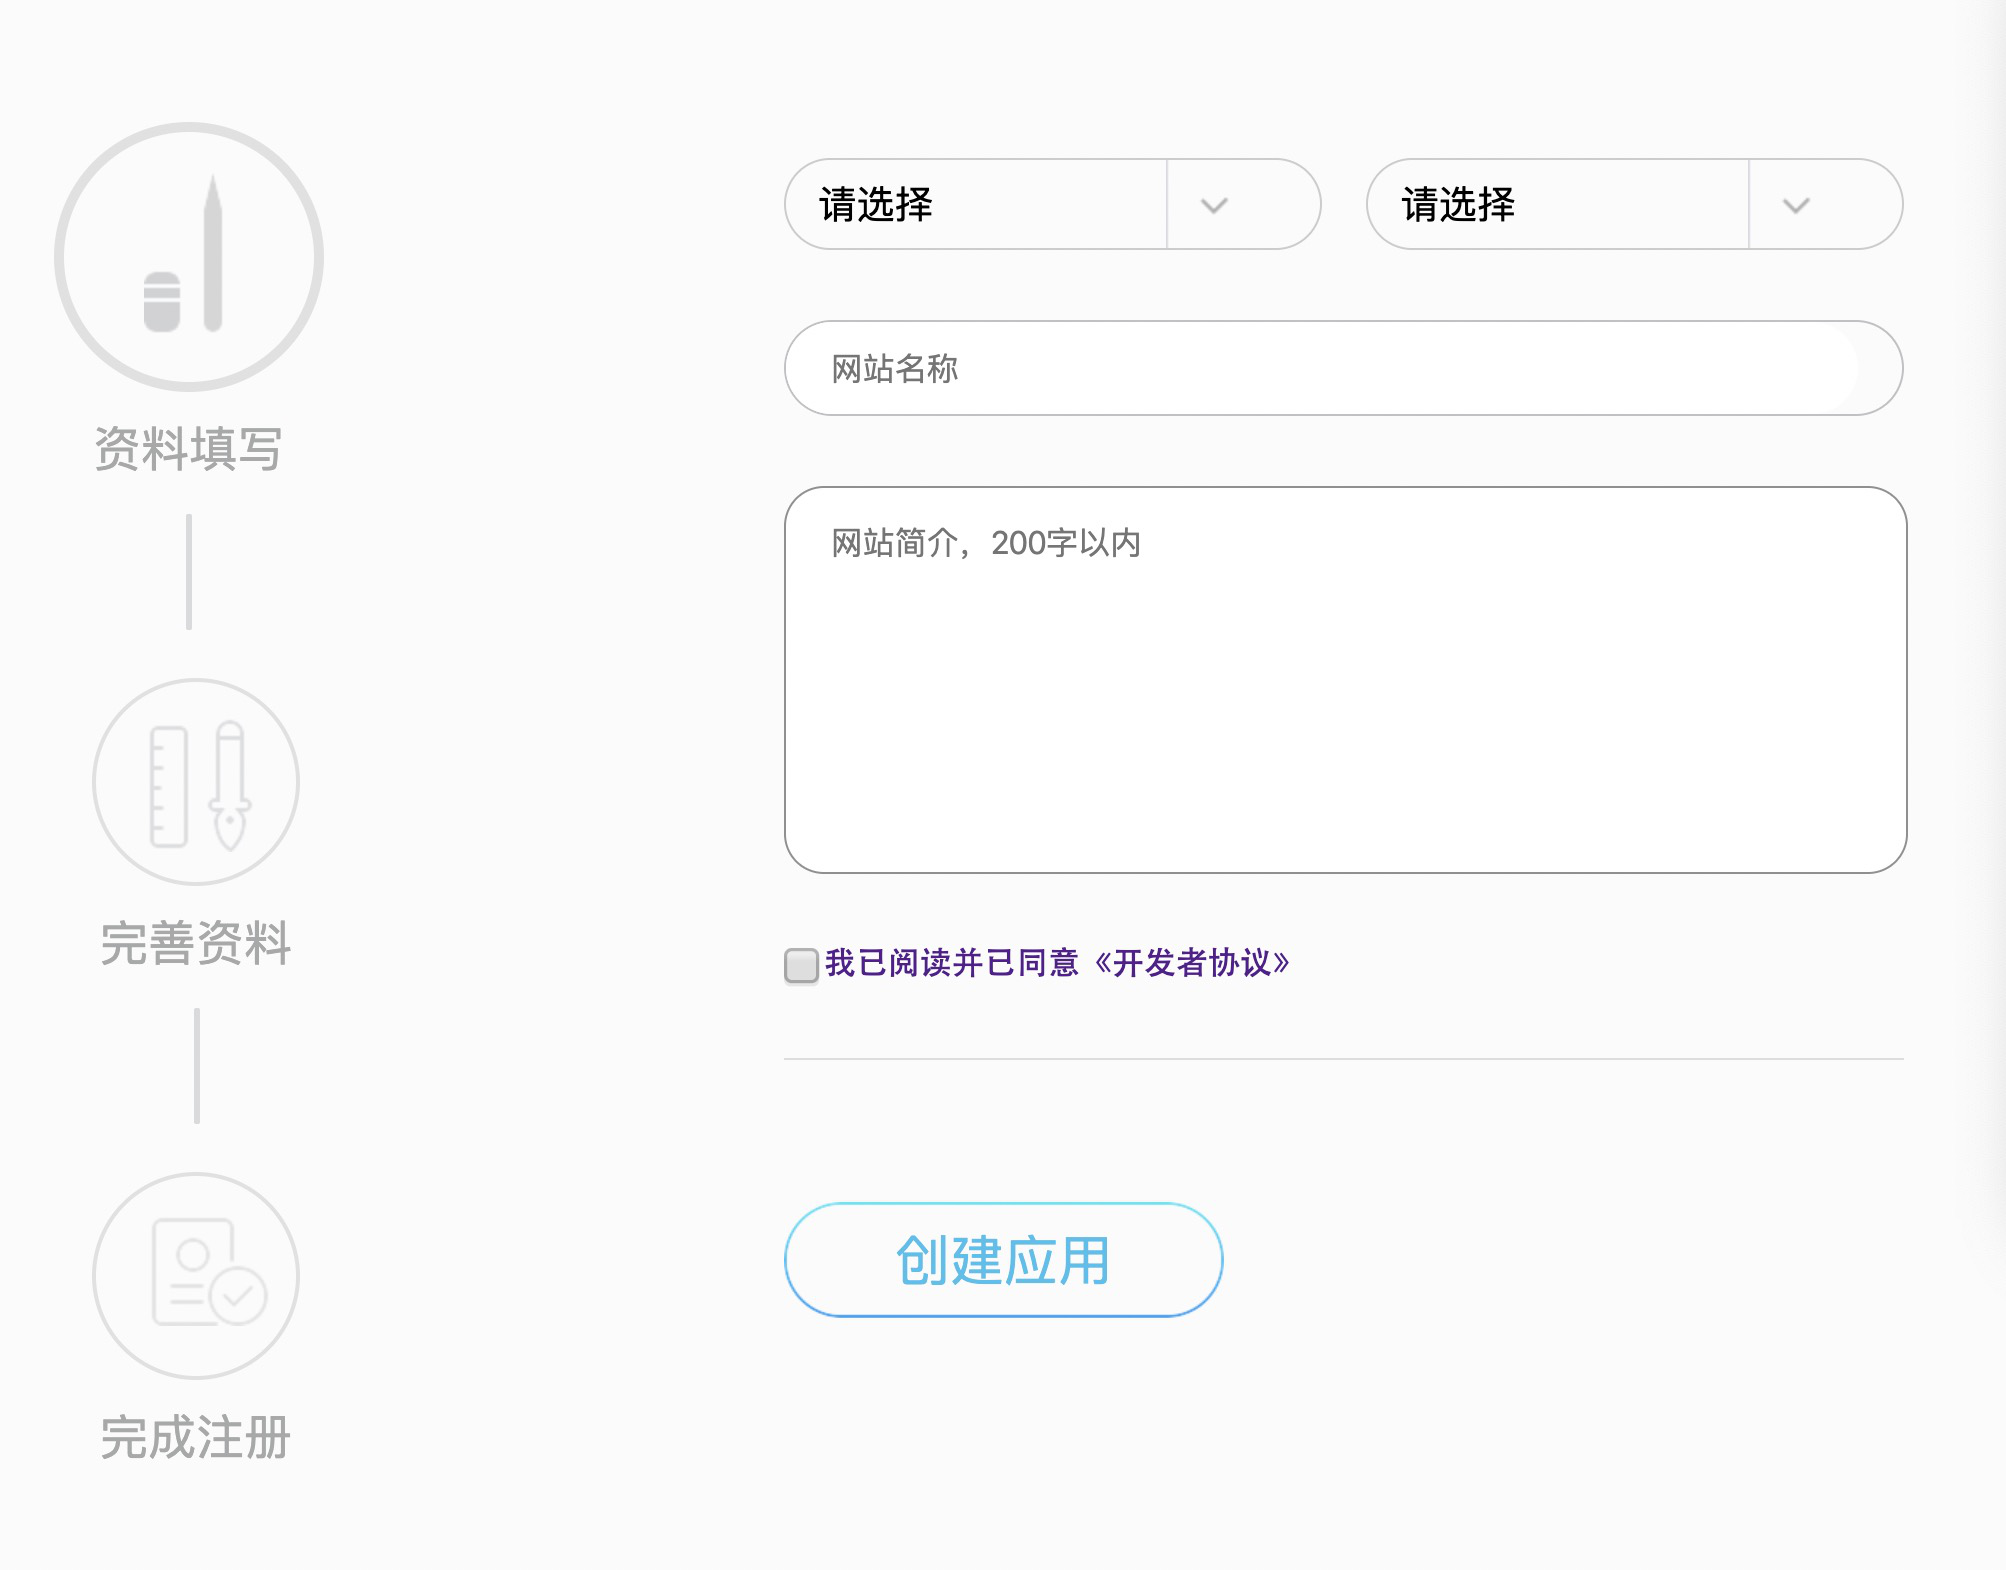 资料填写
完善资料
完成注册
请选择 请选择
网站名称
网站简介，200字以内
我已阅读并已同意《开发者协议》
创建应用